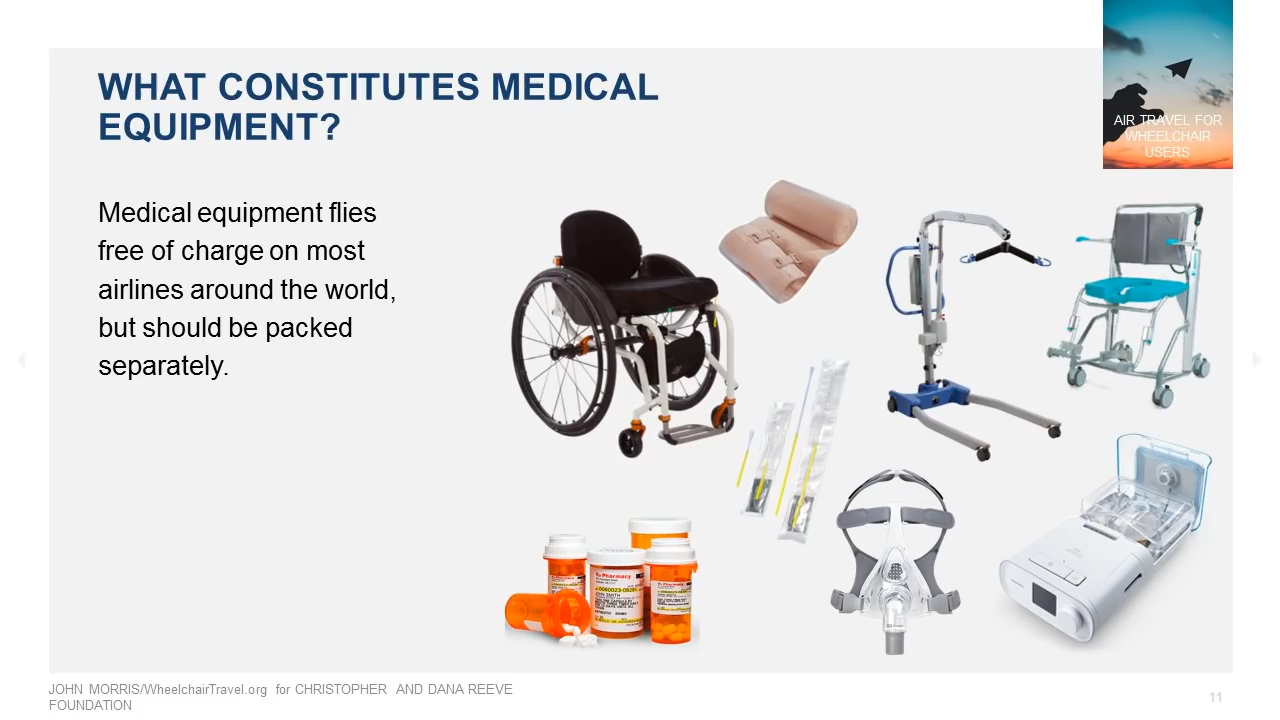 WHAT CONSTITUTES MEDICAL
EQUIPMENT?
AIR TRAVEL FOR
WHEELCHAIR
USERS
Medical equipment flies
free of charge on most
airlines around the world,
but should be packed
separately.
Rx Pharmacy
JOHN SMITH
JOHN MORRIS/WheelchairTravel.org for CHRISTOPHER AND DANA REEVE
FOUNDATION
11